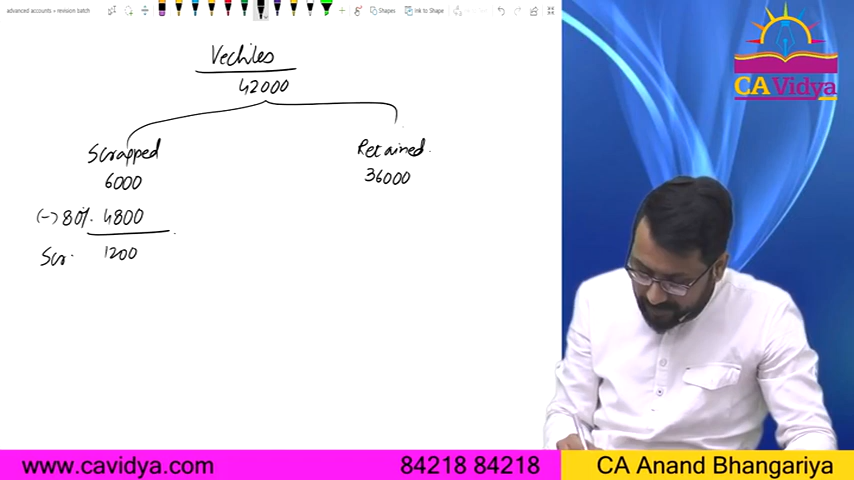 advanced accounts • revision batch
Shapes
Ink to Shape
CA Vidya
Vechiles
42000
Scrapped
Retained.
6000
36000
(-) 80%. 4800
Scr. 1200
www.cavidya.com
84218 84218
CA Anand Bhangariya